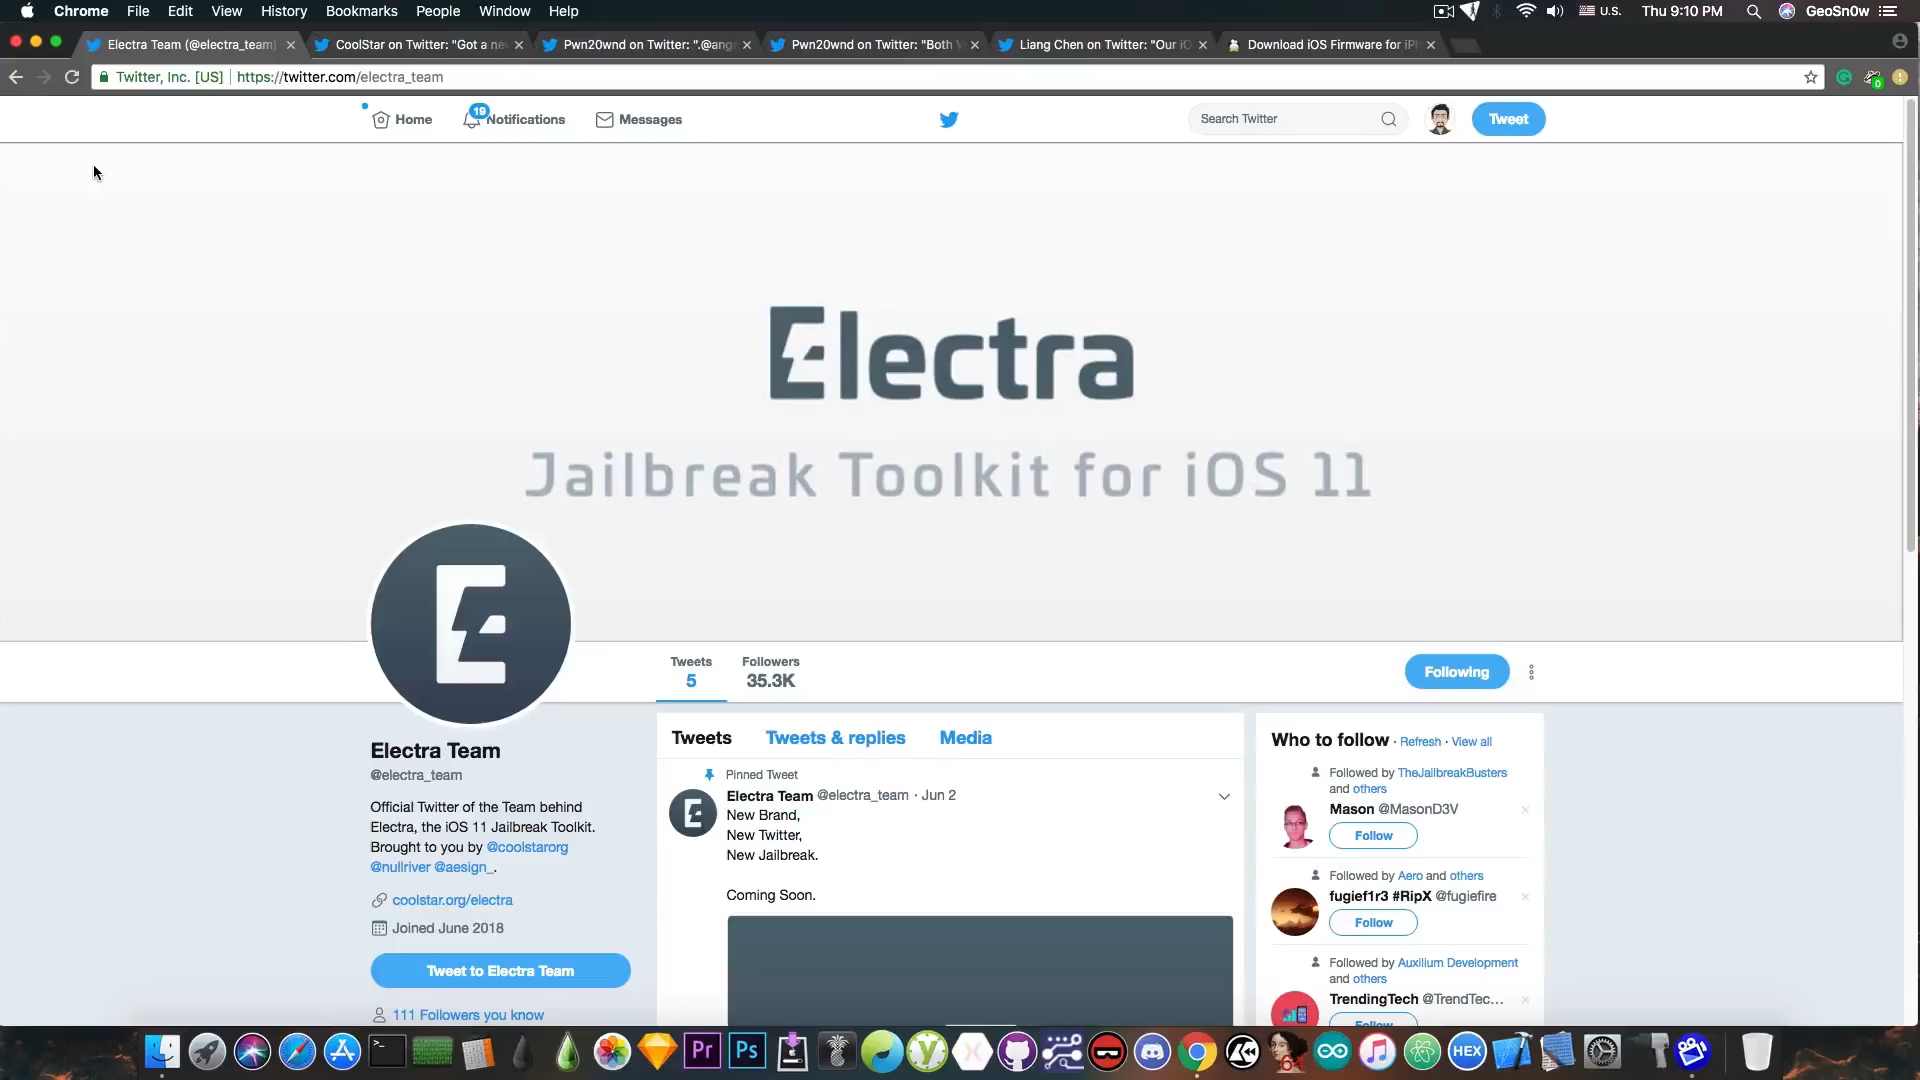 Chrome File Edit View History Bookmarks People Window Help U.S. Thu 9:10 PM GeoSn0w
Electra Team (@electra_team) CoolStar on Twitter: "Got a ne Pwn20wnd on Twitter: ".@ang Pwn20wnd on Twitter: "Both V Liang Chen on Twitter: "Our iO Download iOS Firmware for iP
Twitter, Inc. [US] https://twitter.com/electra_team
Home 19 Notifications Messages Search Twitter Tweet
Electra
Jailbreak Toolkit for iOS 11
Tweets Followers
5 35.3K
Following
Electra Team
@electra_team
Official Twitter of the Team behind
Electra, the iOS 11 Jailbreak Toolkit.
Brought to you by @coolstarorg
@nullriver @aesign_.
coolstar.org/electra
Joined June 2018
Tweet to Electra Team
111 Followers you know
Tweets Tweets & replies Media
Pinned Tweet
Electra Team @electra_team · Jun 2
New Brand,
New Twitter,
New Jailbreak.
Coming Soon.
Who to follow · Refresh · View all
Followed by TheJailbreakBusters
and others
Mason @MasonD3V
Follow
Followed by Aero and others
fugief1r3 #RipX @fugiefire
Follow
Followed by Auxilium Development
and others
TrendingTech @TrendTec...
Follow
Pr Ps HEX